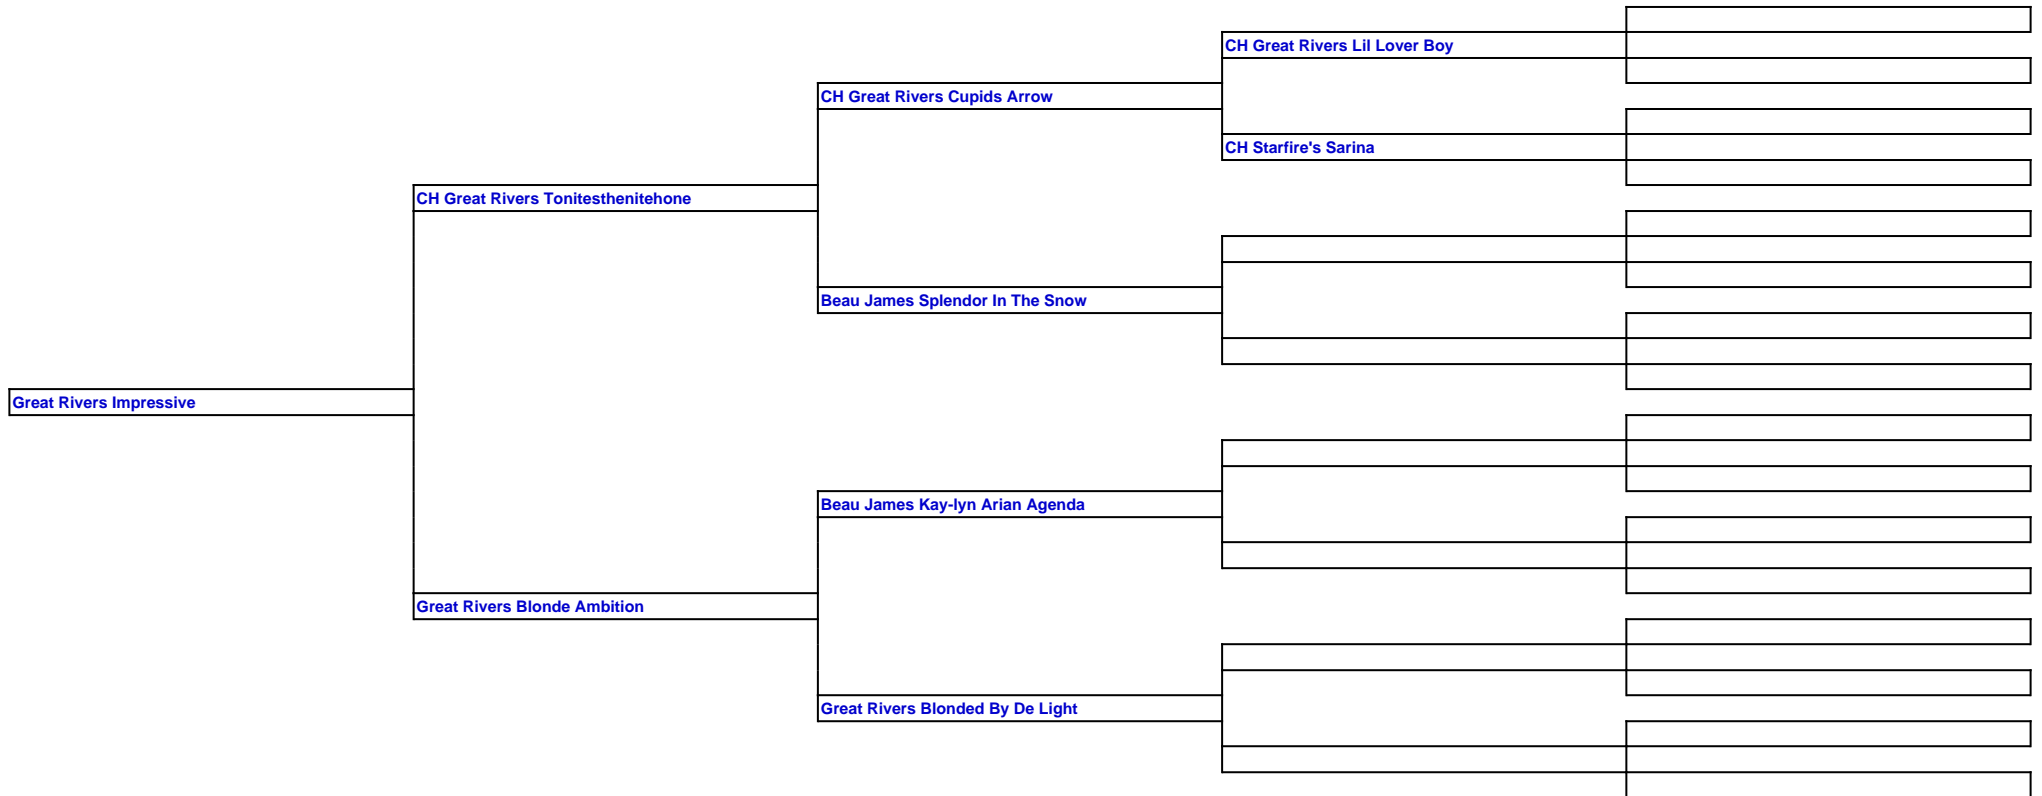 CH Great Rivers Lil Lover Boy
CH Great Rivers Cupids Arrow
CH Starfire's Sarina
CH Great Rivers Tonitesthenitehone
Beau James Splendor In The Snow
Great Rivers Impressive
Beau James Kay-lyn Arian Agenda
Great Rivers Blonde Ambition
Great Rivers Blonded By De Light